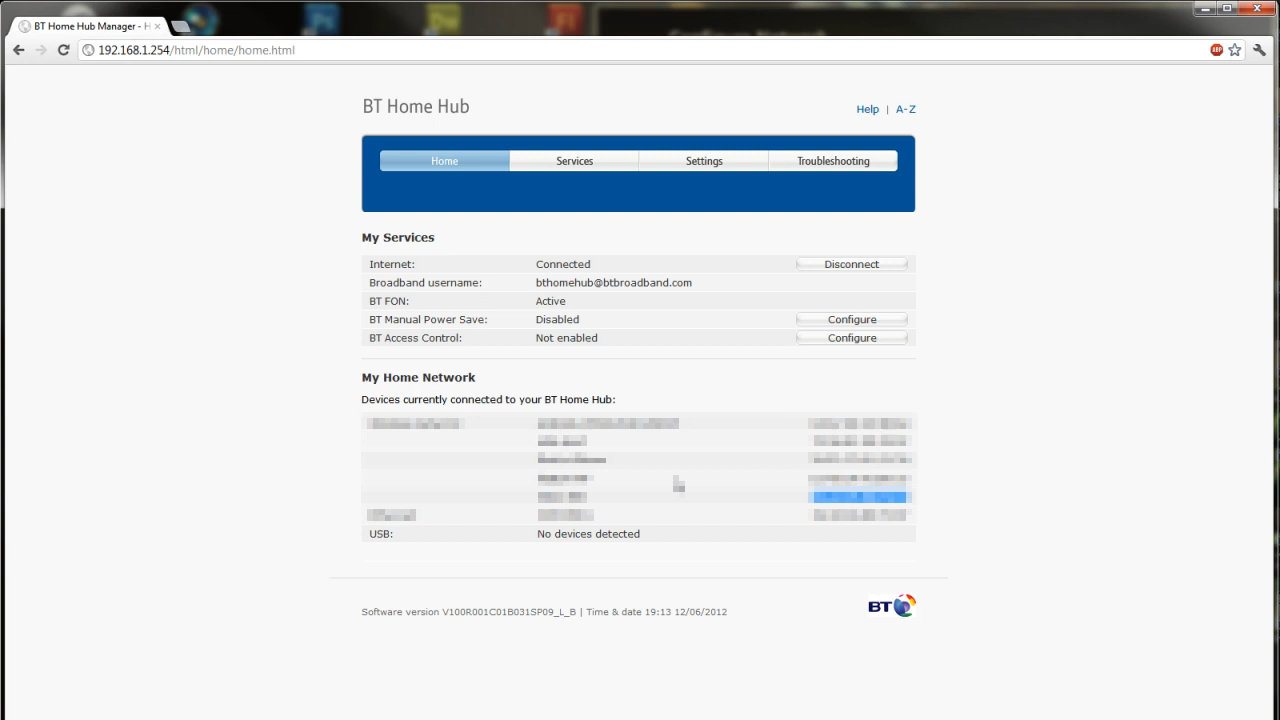 BT Home Hub Manager - H
192.168.1.254/html/home/home.html
ABP
BT Home Hub
Help | A-Z
Home Services Settings Troubleshooting
My Services
Internet: Connected Disconnect
Broadband username: bthomehub@btbroadband.com
BT FON: Active
BT Manual Power Save: Disabled Configure
BT Access Control: Not enabled Configure
My Home Network
Devices currently connected to your BT Home Hub:
USB: No devices detected
Software version V100R001C01B031SP09_L_B | Time & date 19:13 12/06/2012
BT